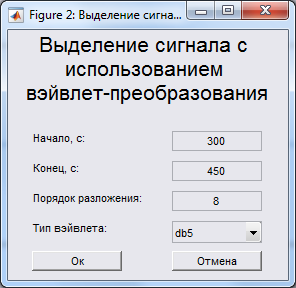 Figure 2: Выделение сигна...
Выделение сигнала с
использованием
вэйвлет-преобразования
Начало, с: 300
Конец, с: 450
Порядок разложения: 8
Тип вэйвлета: db5
Ок Отмена